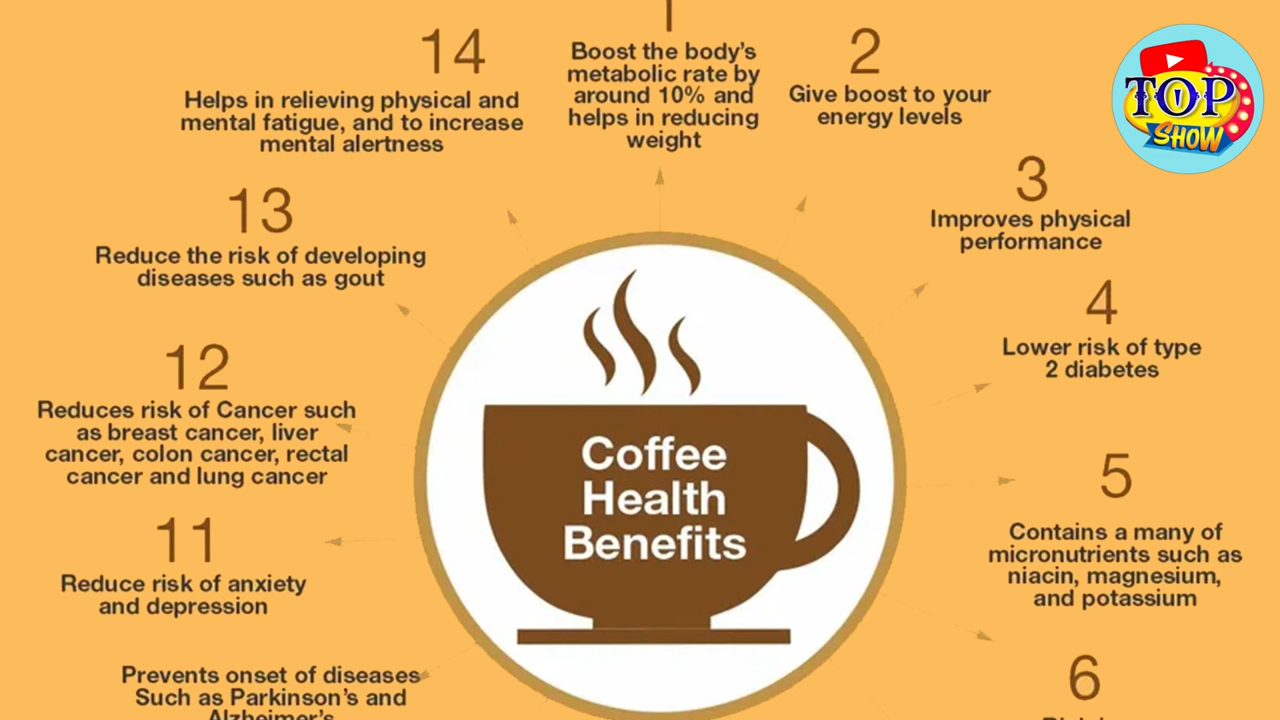 1
Boost the body's
metabolic rate by
around 10% and
helps in reducing
weight
2
Give boost to your
energy levels
3
Improves physical
performance
4
Lower risk of type
2 diabetes
5
Contains a many of
micronutrients such as
niacin, magnesium,
and potassium
6
11
Reduce risk of anxiety
and depression
12
Reduces risk of Cancer such
as breast cancer, liver
cancer, colon cancer, rectal
cancer and lung cancer
13
Reduce the risk of developing
diseases such as gout
14
Helps in relieving physical and
mental fatigue, and to increase
mental alertness
Prevents onset of diseases
Such as Parkinson's and
Alzheimer's
Coffee
Health
Benefits
TOP
SHOW